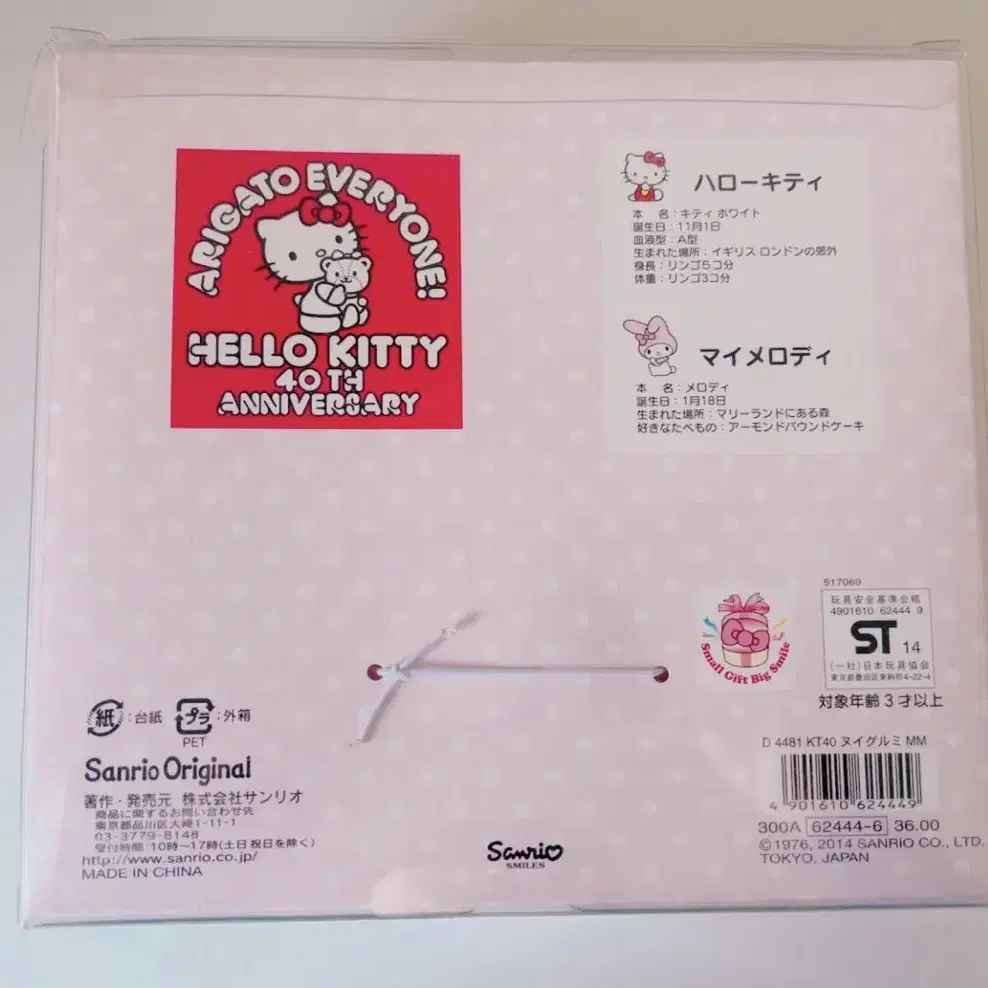 ARIGATO EVERYONE!
HELLO KITTY
40TH
ANNIVERSARY
ハローキティ
本 名:キティ ホワイト
誕生日:11月1日
血液型:A型
生まれた場所:イギリス ロンドンの郊外
身長:リンゴ5コ分
体重:リンゴ3コ分
マイメロディ
本 名:メロディ
誕生日:1月18日
生まれた場所:マリーランドにある森
好きなたべもの:アーモンドパウンドケーキ
Small Gift Big Smile
517069
玩具安全基準合格
4901610 62444 9
ST 14
(一社)日本玩具協会
東京都墨田区東駒形4-22-4
対象年齢3才以上
紙:台紙 プラ:外箱
PET
Sanrio Original
著作・発売元 株式会社サンリオ
商品に関するお問い合わせ先
東京都品川区大崎1-11-1
03-3779-8148
受付時間:10時〜17時(土日祝日を除く)
http://www.sanrio.co.jp/
MADE IN CHINA
Sanrio
SMILES
D 4481 KT40 ヌイグルミ MM
4 901610 624449
300A 62444-6 36.00
©1976, 2014 SANRIO CO., LTD.
TOKYO, JAPAN